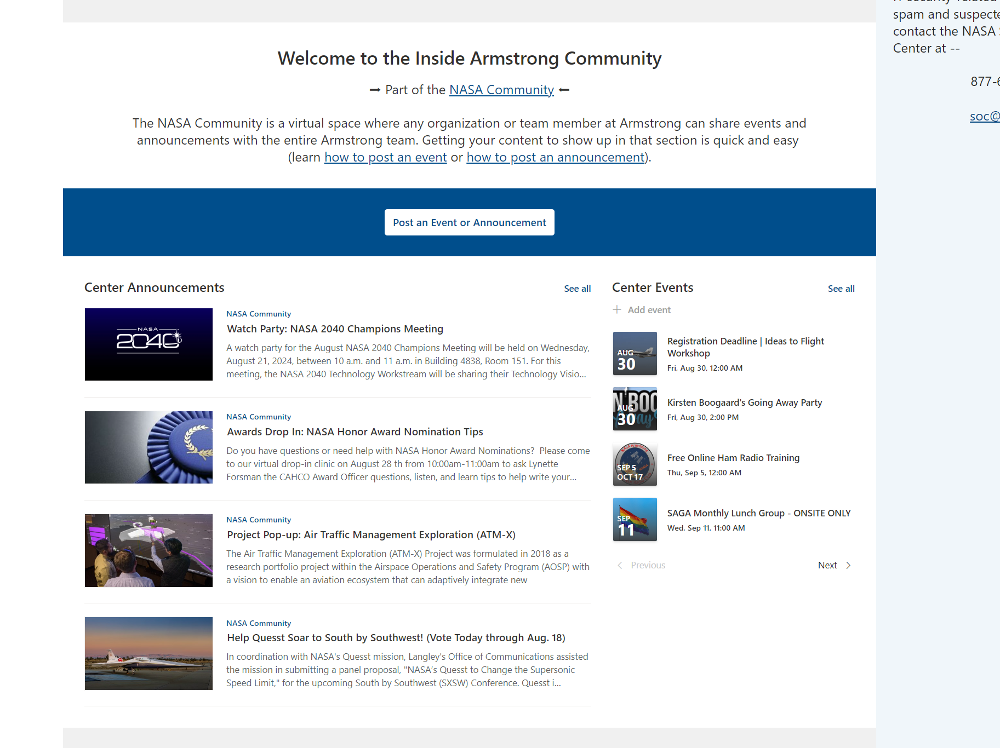 spam and
contact the NASA
Center at --
877-
soc@
Welcome to the Inside Armstrong Community
➞ Part of the NASA Community ←
The NASA Community is a virtual space where any organization or team member at Armstrong can share events and
announcements with the entire Armstrong team. Getting your content to show up in that section is quick and easy
(learn how to post an event or how to post an announcement).
Post an Event or Announcement
Center Announcements
See all
NASA
2040
NASA Community
Watch Party: NASA 2040 Champions Meeting
A watch party for the August NASA 2040 Champions Meeting will be held on Wednesday,
August 21, 2024, between 10 a.m. and 11 a.m. in Building 4838, Room 151. For this
meeting, the NASA 2040 Technology Workstream will be sharing their Technology Visio...
NASA Community
Awards Drop In: NASA Honor Award Nomination Tips
Do you have questions or need help with NASA Honor Award Nominations?  Please come
to our virtual drop-in clinic on August 28 th from 10:00am-11:00am to ask Lynette
Forsman the CAHCO Award Officer questions, listen, and learn tips to help write your...
NASA Community
Project Pop-up: Air Traffic Management Exploration (ATM-X)
The Air Traffic Management Exploration (ATM-X) Project was formulated in 2018 as a
research portfolio project within the Airspace Operations and Safety Program (AOSP) with
a vision to enable an aviation ecosystem that can adaptively integrate new
NASA Community
Help Quesst Soar to South by Southwest! (Vote Today through Aug. 18)
In coordination with NASA's Quesst mission, Langley's Office of Communications assisted
the mission in submitting a panel proposal, "NASA's Quesst to Change the Supersonic
Speed Limit," for the upcoming South by Southwest (SXSW) Conference. Quesst i...
Center Events
See all
+ Add event
AUG
30
Registration Deadline | Ideas to Flight
Workshop
Fri, Aug 30, 12:00 AM
AUG
30
Kirsten Boogaard's Going Away Party
Fri, Aug 30, 2:00 PM
NASA Armstrong
SEP 5
OCT 17
Free Online Ham Radio Training
Thu, Sep 5, 12:00 AM
SEP
11
SAGA Monthly Lunch Group - ONSITE ONLY
Wed, Sep 11, 11:00 AM
< Previous
Next >